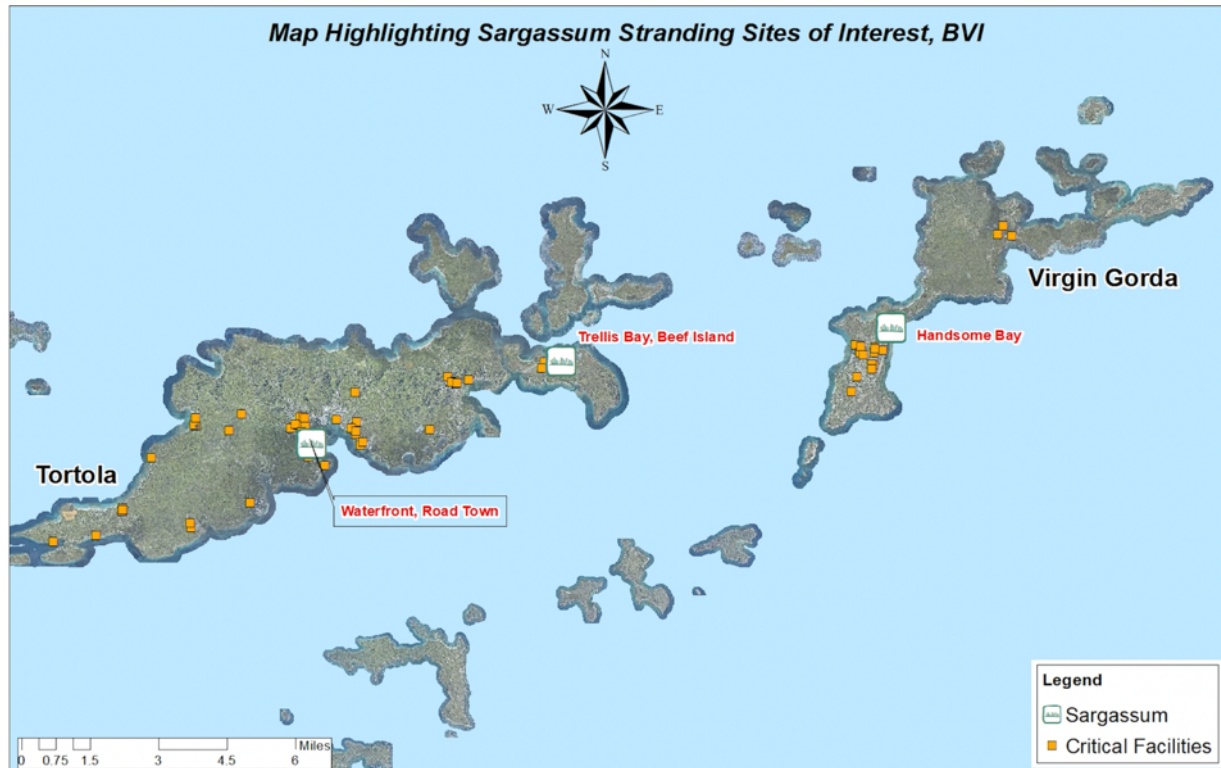 Map Highlighting Sargassum Stranding Sites of Interest, BVI
N
W E
S
Virgin Gorda
Trellis Bay, Beef Island
Handsome Bay
Tortola
Waterfront, Road Town
Legend
Sargassum
Critical Facilities
Miles
0 0.75 1.5 3 4.5 6